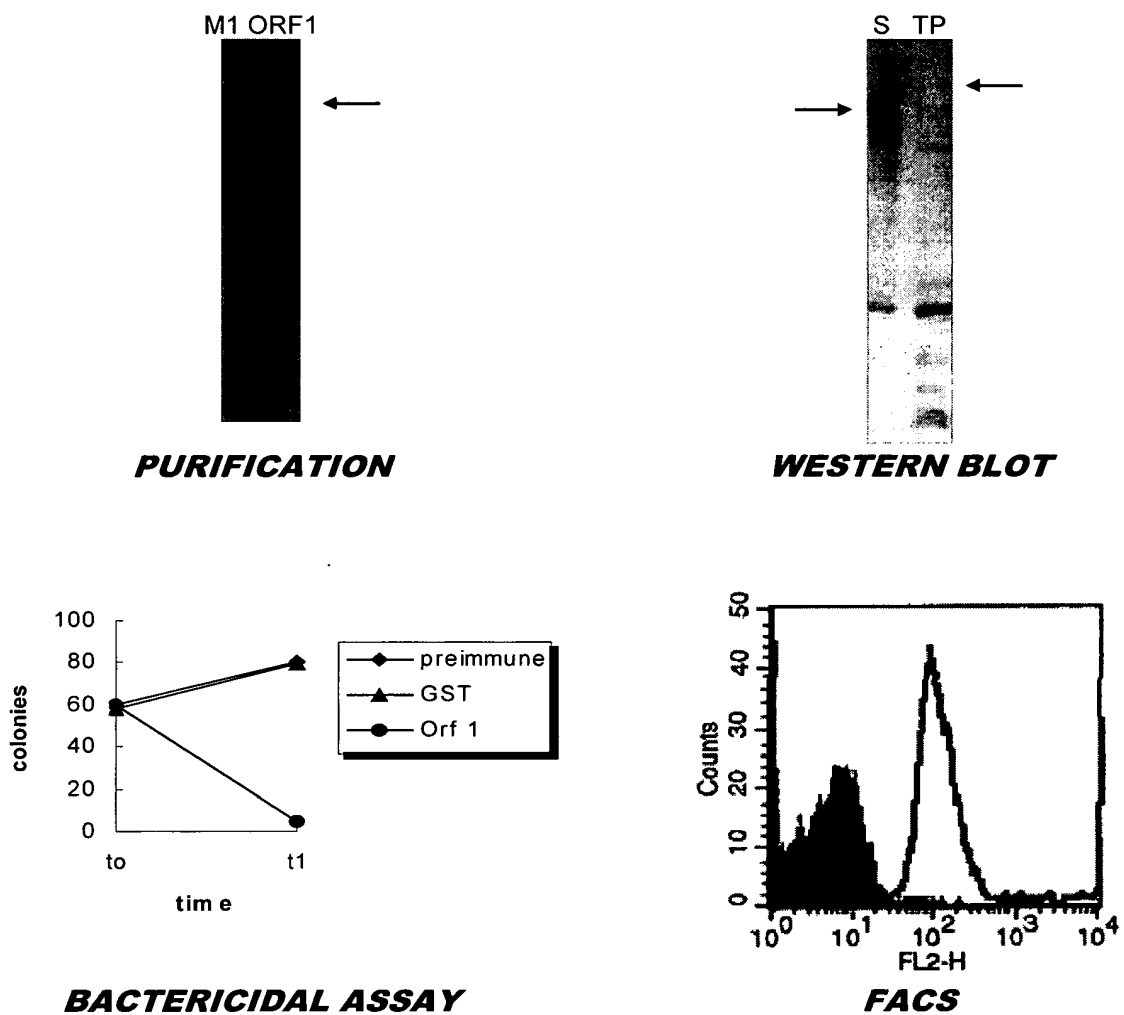 M1 ORF1
S TP
PURIFICATION
WESTERN BLOT
100
80
60
40
20
0
colonies
to
t1
time
preimmune
GST
Orf 1
BACTERICIDAL ASSAY
50
40
30
20
10
0
Counts
10^0
10^1
10^2
10^3
10^4
FL2-H
FACS